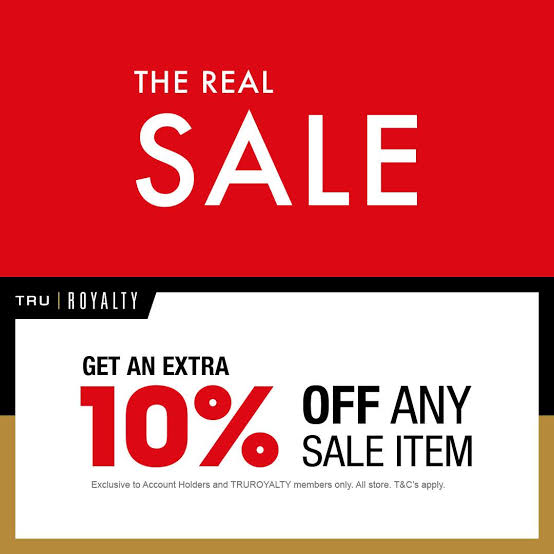 THE REAL
SALE
TRU | ROYALTY
GET AN EXTRA
10%
OFF ANY
SALE ITEM
Exclusive to Account Holders and TRUROYALTY members only. All store. T&C's apply.